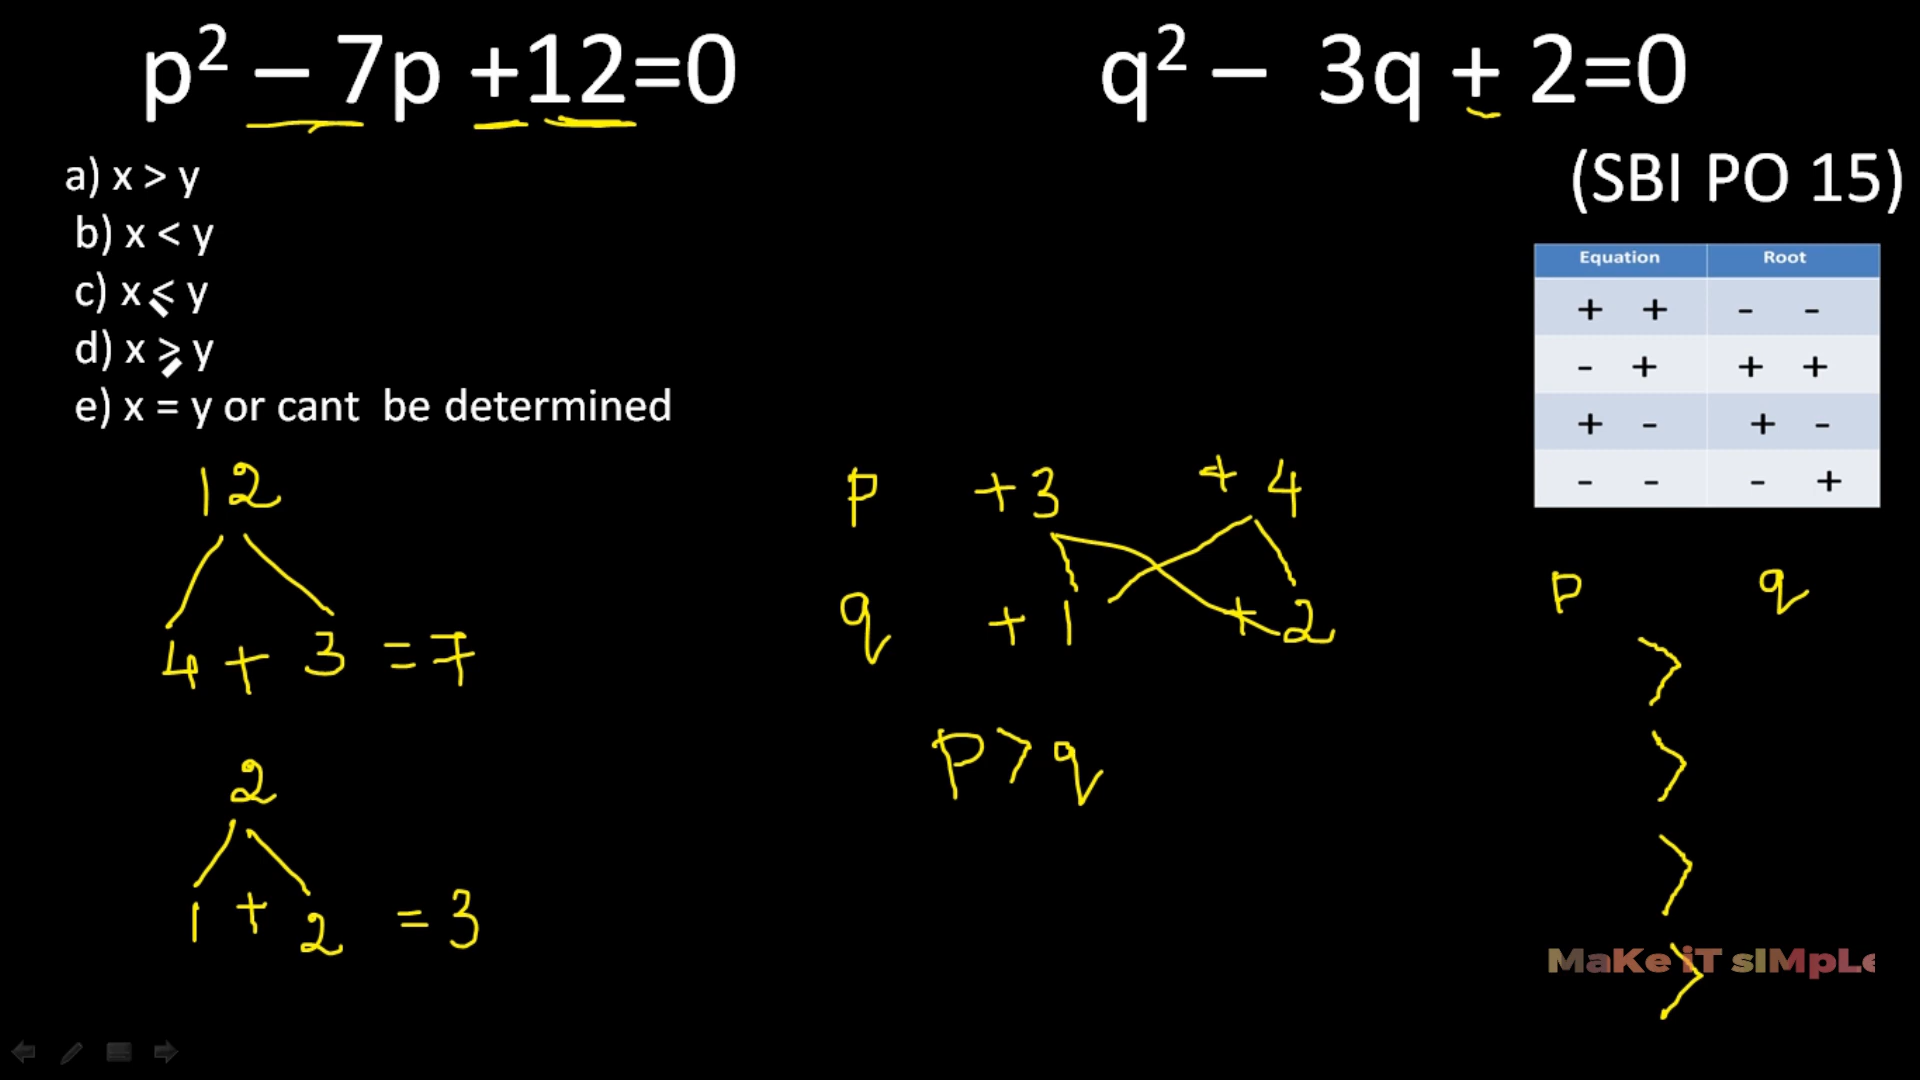 p² – 7p +12=0
q² – 3q + 2=0
(SBI PO 15)
a) x > y
b) x < y
c) x ≤ y
d) x ≥ y
e) x = y or cant be determined
Equation Root
+ + - -
- + + +
+ - + -
- - - +
12
4 + 3 = 7
2
1 + 2 = 3
p +3 +4
q +1 +2
p > q
p q
>
>
>
>
MaKe iT sIMpLe